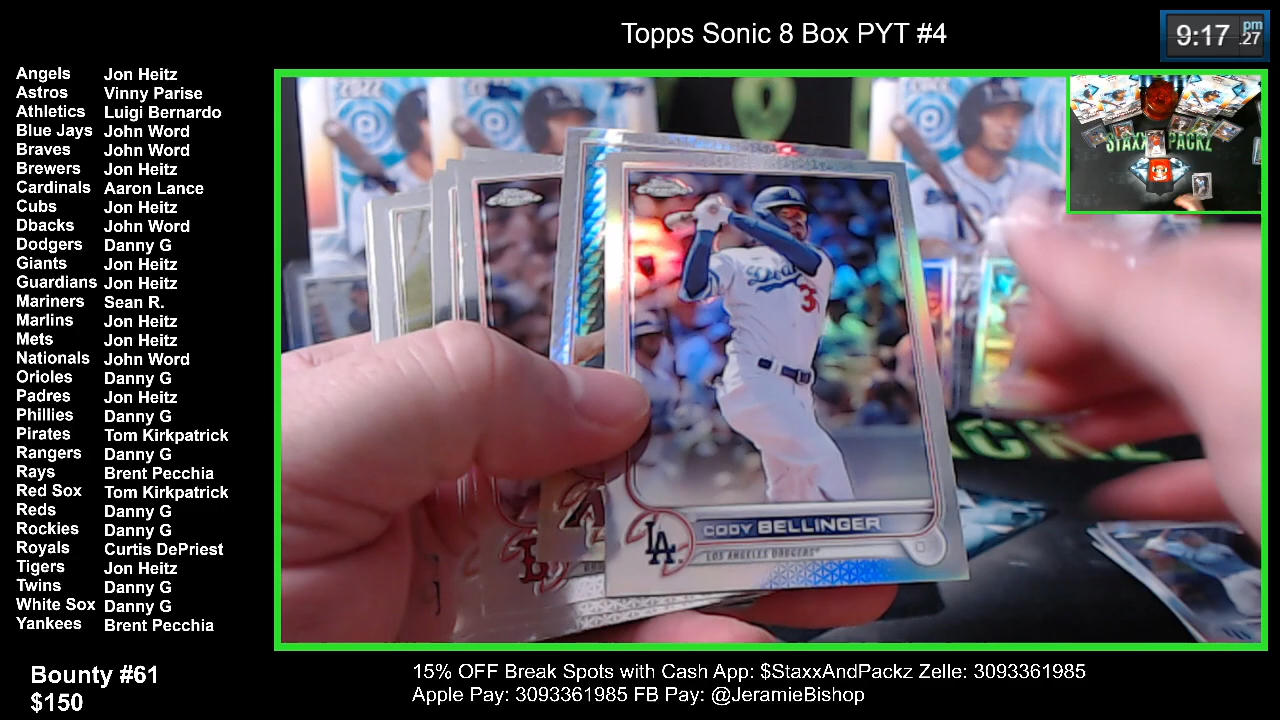 Topps Sonic 8 Box PYT #4
9:17 pm .27
Angels Jon Heitz
Astros Vinny Parise
Athletics Luigi Bernardo
Blue Jays John Word
Braves John Word
Brewers Jon Heitz
Cardinals Aaron Lance
Cubs Jon Heitz
Dbacks John Word
Dodgers Danny G
Giants Jon Heitz
Guardians Jon Heitz
Mariners Sean R.
Marlins Jon Heitz
Mets Jon Heitz
Nationals John Word
Orioles Danny G
Padres Jon Heitz
Phillies Danny G
Pirates Tom Kirkpatrick
Rangers Danny G
Rays Brent Pecchia
Red Sox Tom Kirkpatrick
Reds Danny G
Rockies Danny G
Royals Curtis DePriest
Tigers Jon Heitz
Twins Danny G
White Sox Danny G
Yankees Brent Pecchia
2022
STAXX PACKZ
Dod
3
CODY BELLINGER
LA
LOS ANGELES DODGERS
Bounty #61
$150
15% OFF Break Spots with Cash App: $StaxxAndPackz Zelle: 3093361985
Apple Pay: 3093361985 FB Pay: @JeramieBishop